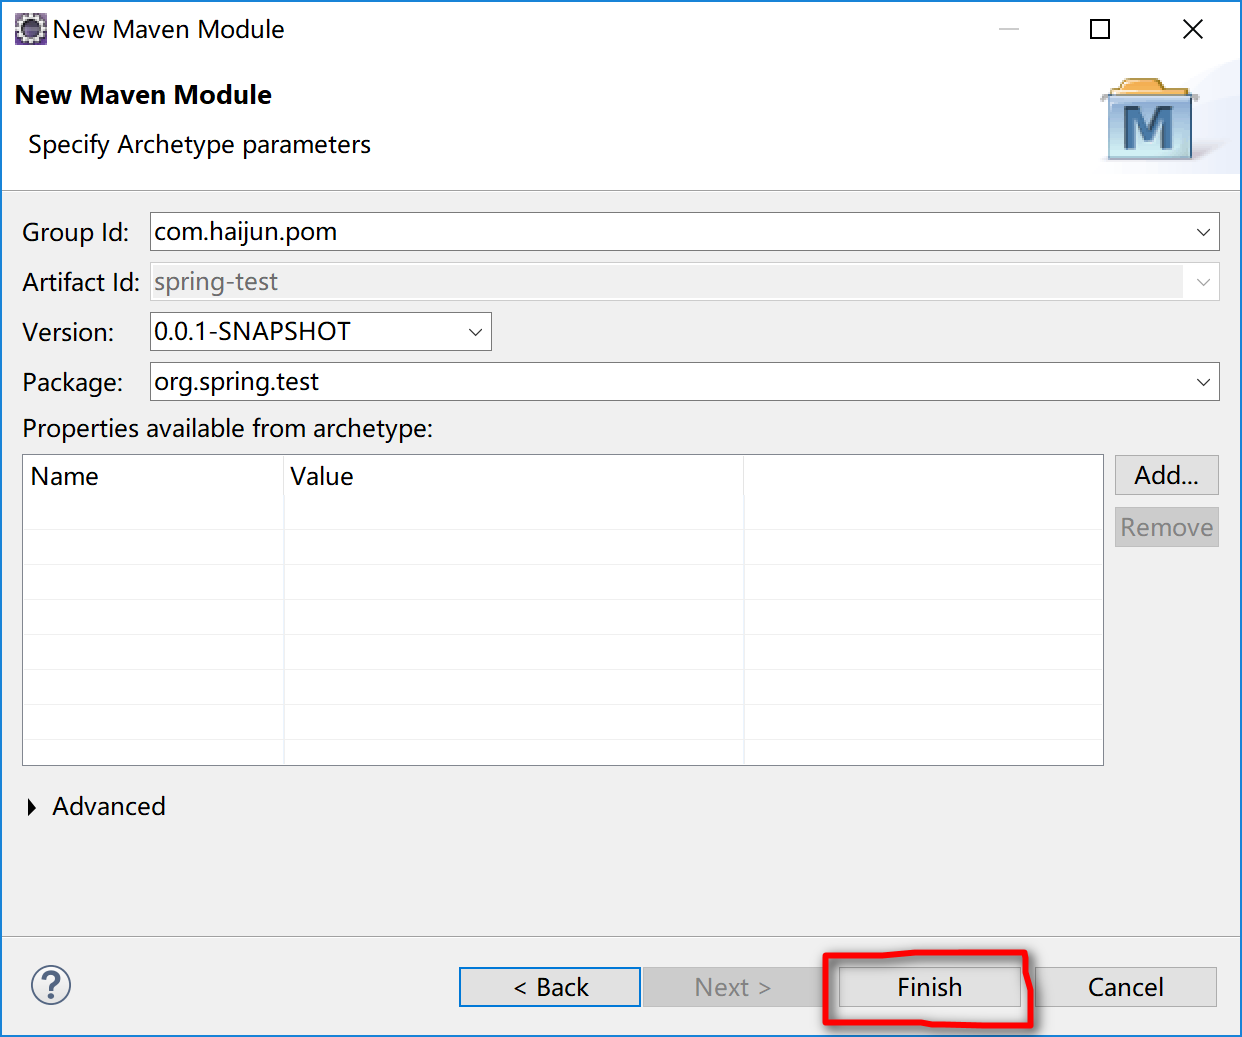 New Maven Module
New Maven Module
Specify Archetype parameters
M
Group Id: com.haijun.pom
Artifact Id: spring-test
Version: 0.0.1-SNAPSHOT
Package: org.spring.test
Properties available from archetype:
Name Value
Add...
Remove
Advanced
? < Back Next > Finish Cancel